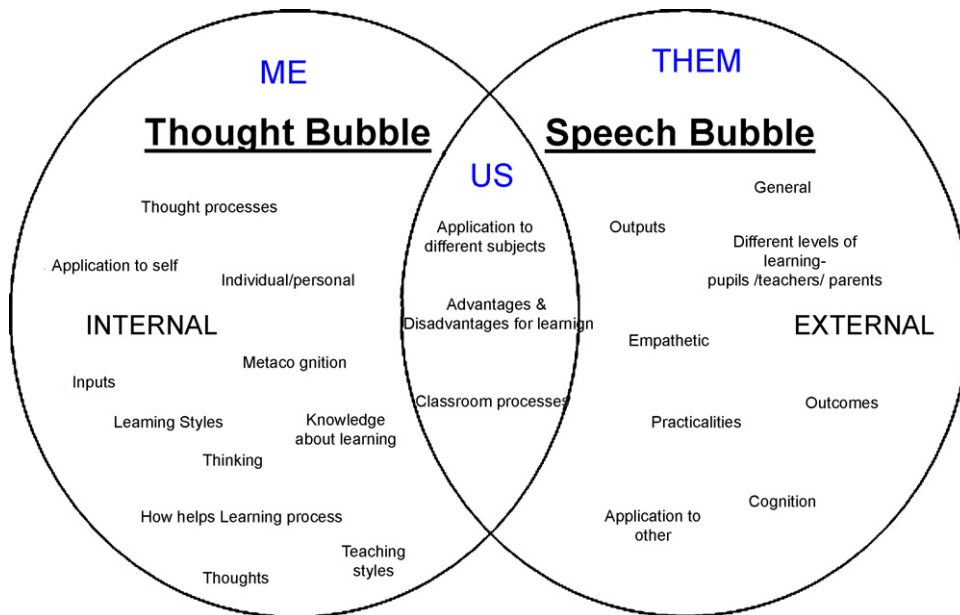 ME
Thought Bubble
Thought processes
Application to self
Individual/personal
INTERNAL
Metaco gnition
Inputs
Learning Styles
Knowledge
about learning
Thinking
How helps Learning process
Teaching
styles
Thoughts
US
Application to
different subjects
Advantages &
Disadvantages for learnign
Classroom processes
THEM
Speech Bubble
General
Outputs
Different levels of
learning-
pupils /teachers/ parents
EXTERNAL
Empathetic
Outcomes
Practicalities
Cognition
Application to
other